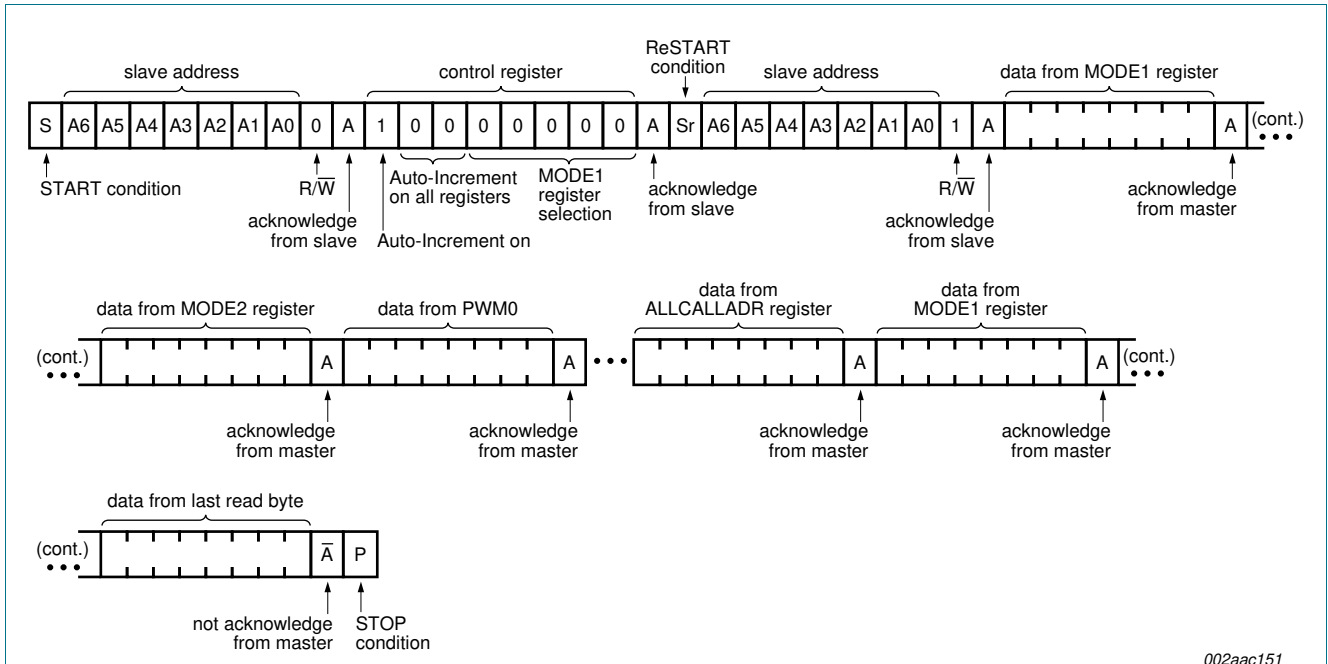 ReSTART
condition
slave address
control register
slave address
data from MODE1 register
S A6 A5 A4 A3 A2 A1 A0 0 A 1 0 0 0 0 0 0 0 A Sr A6 A5 A4 A3 A2 A1 A0 1 A A (cont.)
START condition
R/W̅
acknowledge
from slave
Auto-Increment on
Auto-Increment
on all registers
MODE1
register
selection
acknowledge
from slave
R/W̅
acknowledge
from slave
acknowledge
from master
data from MODE2 register
data from PWM0
data from
ALLCALLADR register
data from
MODE1 register
(cont.) A A A A (cont.)
acknowledge
from master
acknowledge
from master
acknowledge
from master
acknowledge
from master
data from last read byte
(cont.) A̅ P
not acknowledge
from master
STOP
condition
002aac151